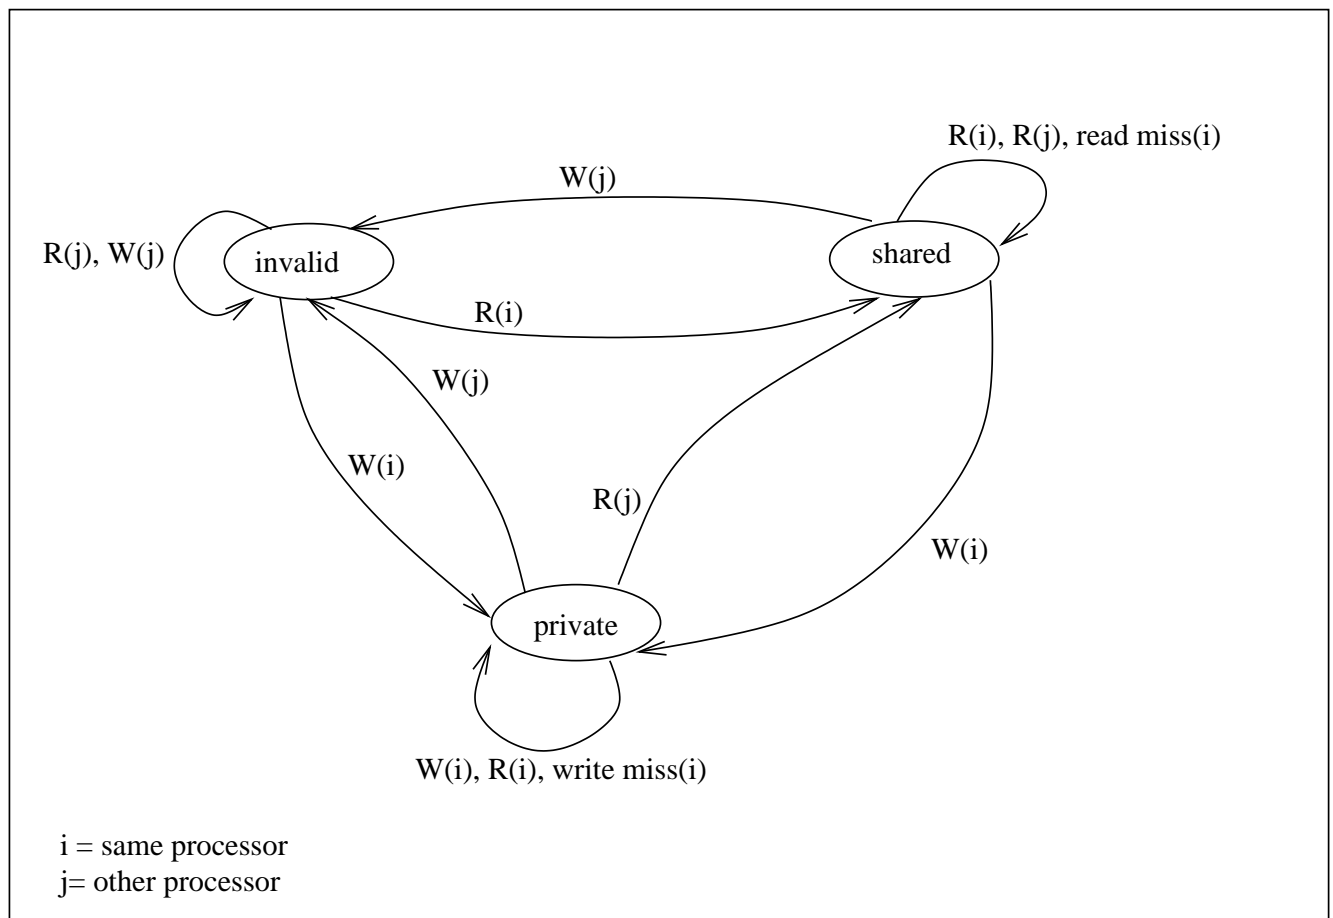 R(i), R(j), read miss(i)
W(j)
R(j), W(j)
invalid
shared
R(i)
W(j)
W(i)
R(j)
W(i)
private
W(i), R(i), write miss(i)
i = same processor
j= other processor